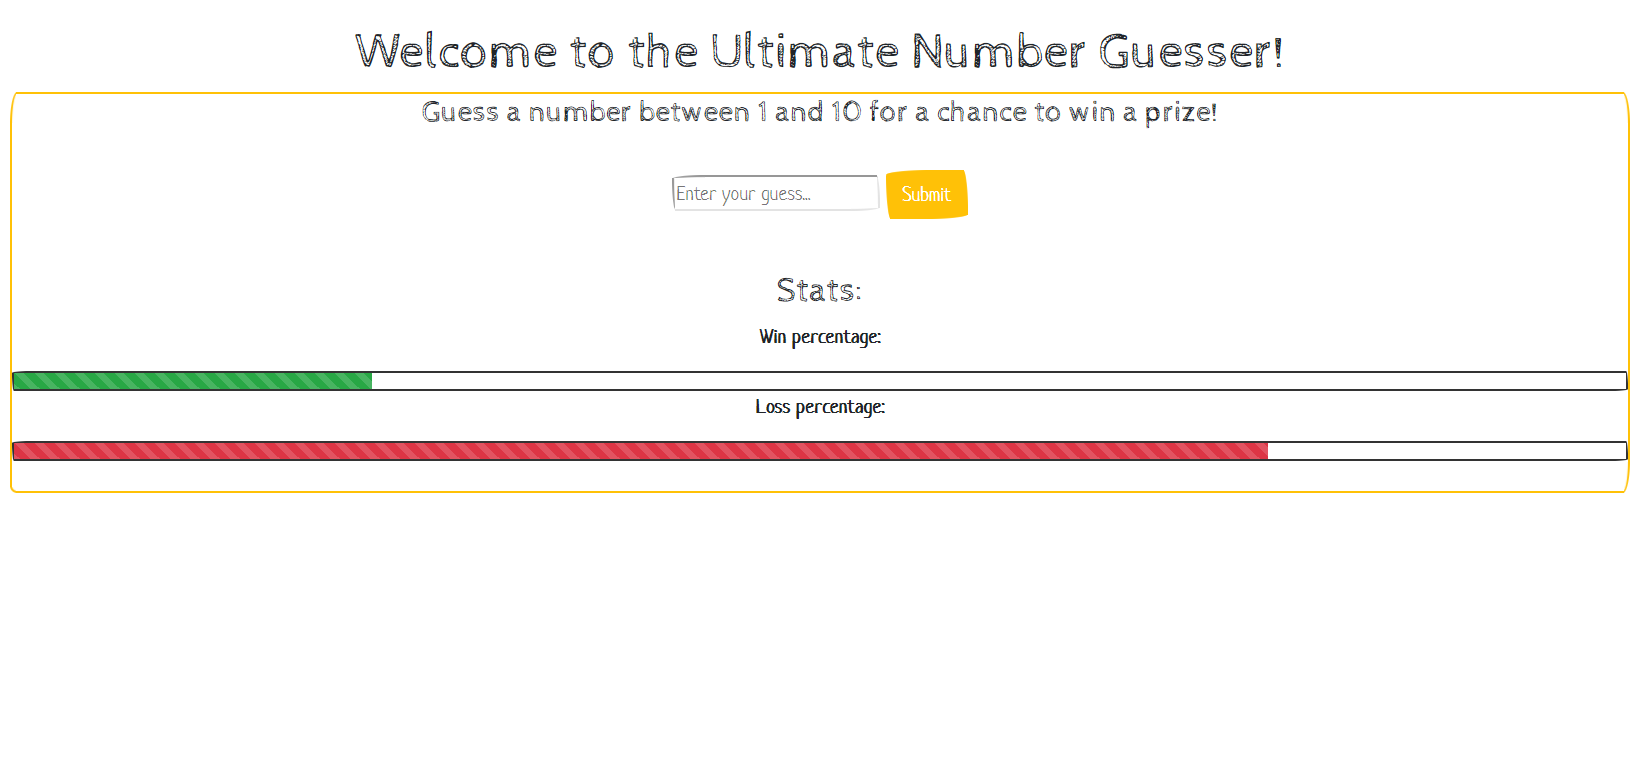 Welcome to the Ultimate Number Guesser!
Guess a number between 1 and 10 for a chance to win a prize!
Enter your guess... Submit
Stats:
Win percentage:
Loss percentage: